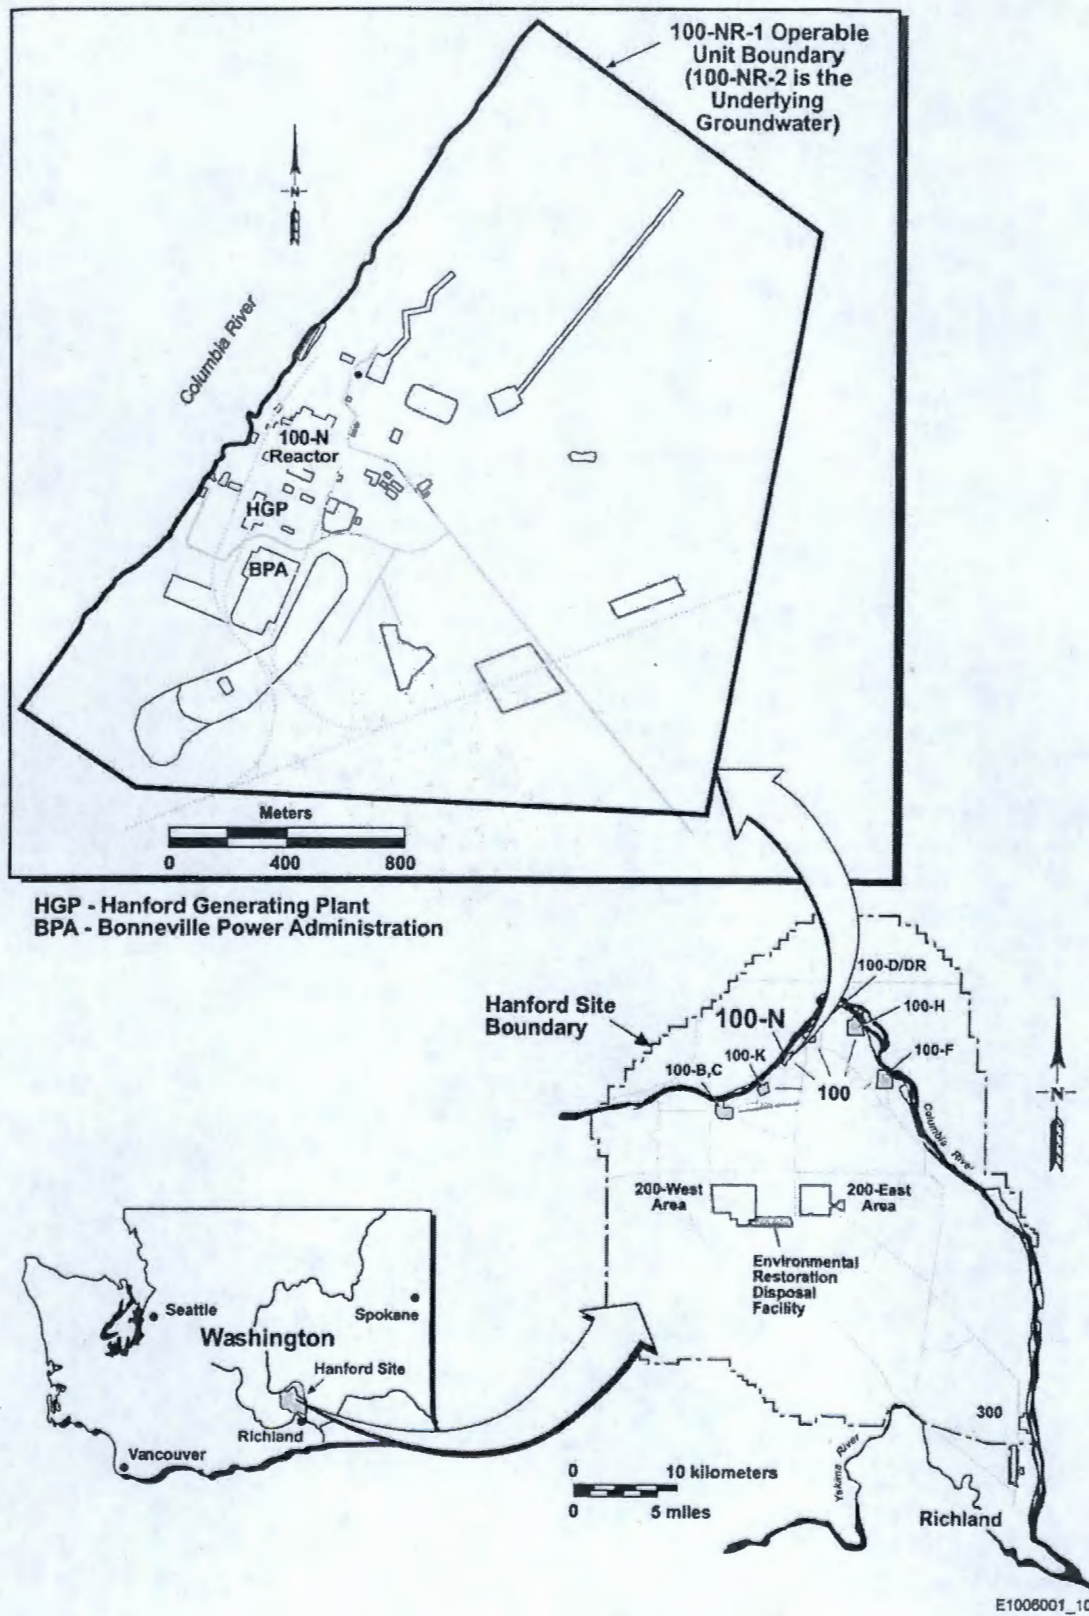 100-NR-1 Operable
Unit Boundary
(100-NR-2 is the
Underlying
Groundwater)
N
Columbia River
100-N
Reactor
HGP
BPA
Meters
0 400 800
HGP - Hanford Generating Plant
BPA - Bonneville Power Administration
100-D/DR
Hanford Site
Boundary
100-N
100-H
100-K
100-F
100-B,C
100
N
Columbia River
200-West
Area
200-East
Area
Environmental
Restoration
Disposal
Facility
Seattle
Spokane
Washington
Hanford Site
Richland
Vancouver
300
0 10 kilometers
0 5 miles
Yakima River
Richland
E1006001_10